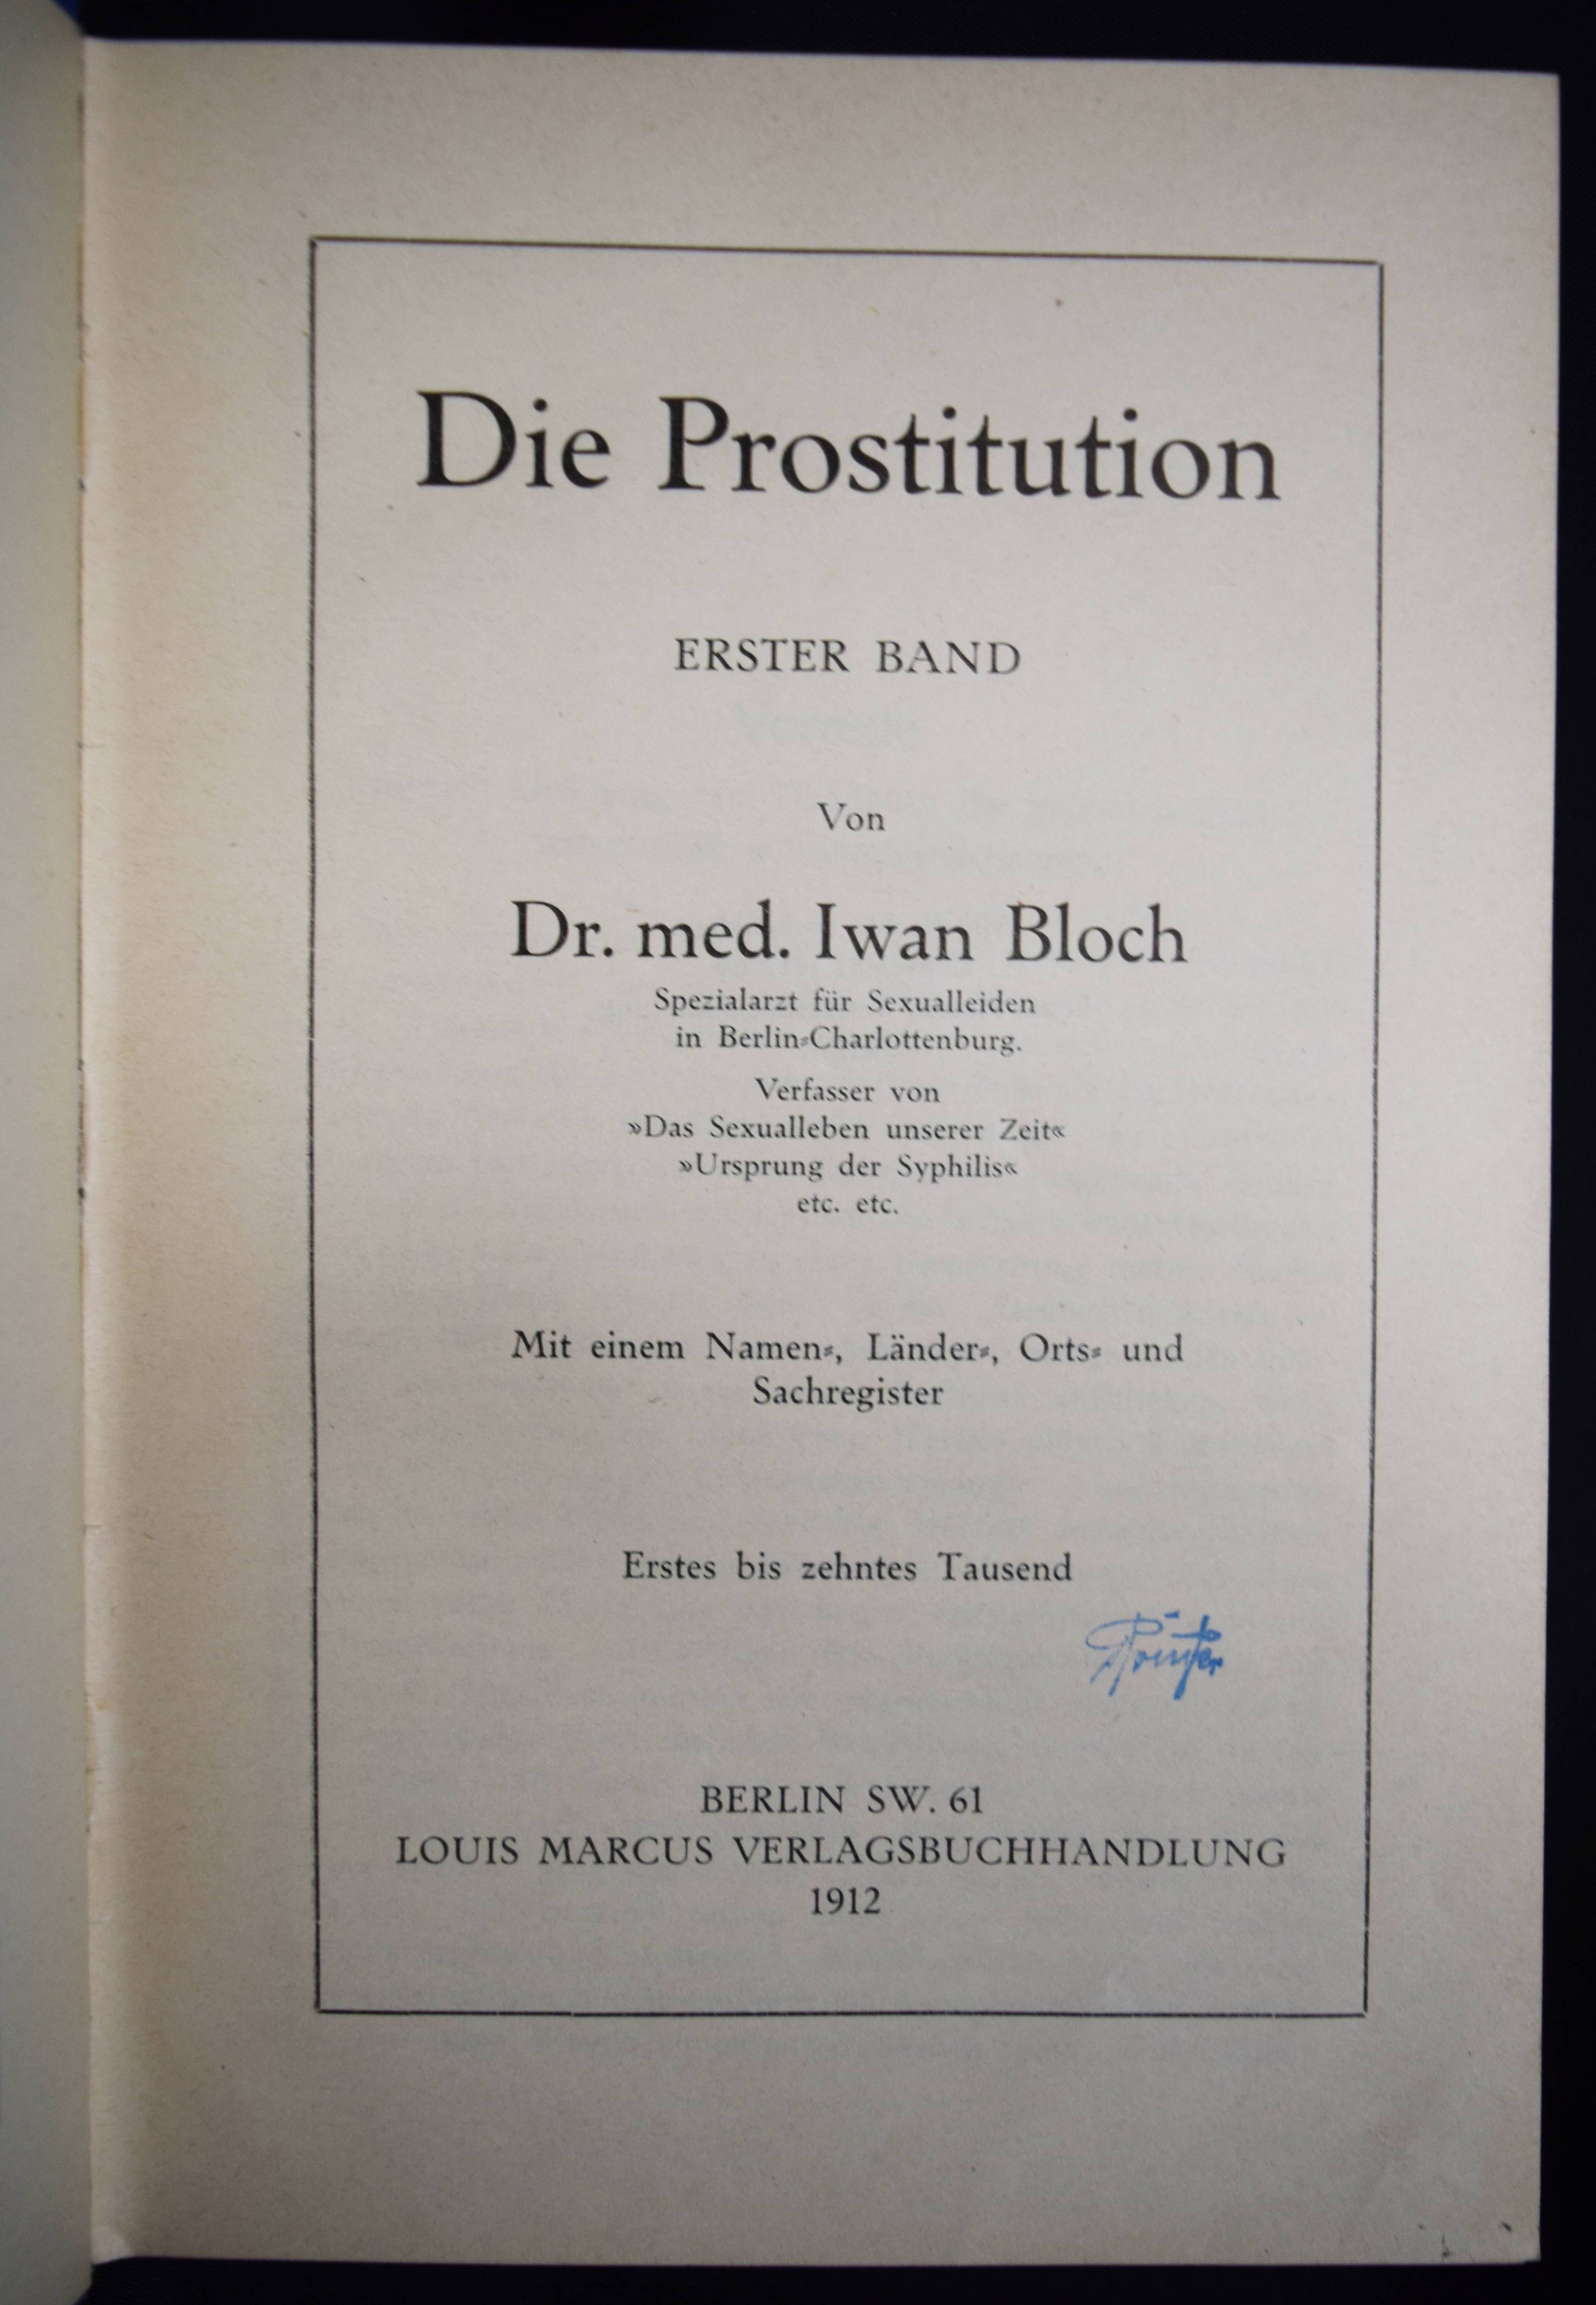 Die Prostitution
ERSTER BAND
Von
Dr. med. Iwan Bloch
Spezialarzt für Sexualleiden
in Berlin⸗Charlottenburg.
Verfasser von
»Das Sexualleben unserer Zeit«
»Ursprung der Syphilis«
etc. etc.
Mit einem Namen⸗, Länder⸗, Orts⸗ und
Sachregister
Erstes bis zehntes Tausend
BERLIN SW. 61
LOUIS MARCUS VERLAGSBUCHHANDLUNG
1912